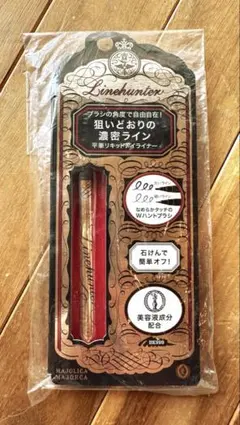 Linehunter
ブラシの角度で自由自在!
狙いどおりの
濃密ライン
平筆リキッドアイライナー
Linehunter
なめらかタッチの
Wハントブラシ
石けんで
簡単オフ!
美容液成分
配合
BK999
MAJOLICA
MAJORCA